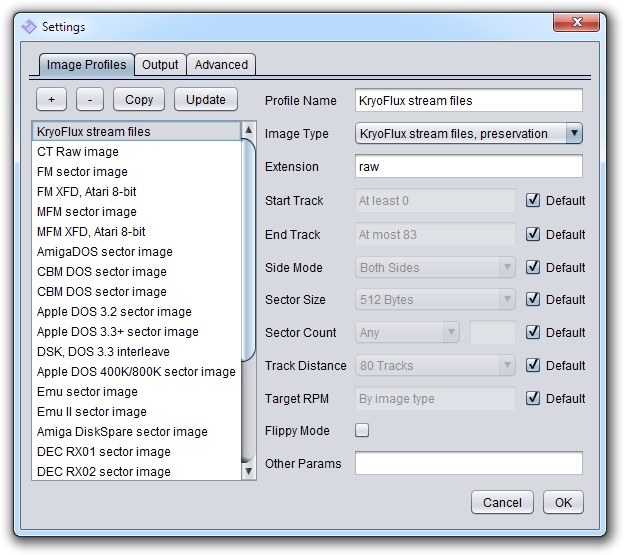 Settings
Image Profiles Output Advanced
+ - Copy Update
KryoFlux stream files
CT Raw image
FM sector image
FM XFD, Atari 8-bit
MFM sector image
MFM XFD, Atari 8-bit
AmigaDOS sector image
CBM DOS sector image
CBM DOS sector image
Apple DOS 3.2 sector image
Apple DOS 3.3+ sector image
DSK, DOS 3.3 interleave
Apple DOS 400K/800K sector image
Emu sector image
Emu II sector image
Amiga DiskSpare sector image
DEC RX01 sector image
DEC RX02 sector image
Profile Name KryoFlux stream files
Image Type KryoFlux stream files, preservation
Extension raw
Start Track At least 0 Default
End Track At most 83 Default
Side Mode Both Sides Default
Sector Size 512 Bytes Default
Sector Count Any Default
Track Distance 80 Tracks Default
Target RPM By image type Default
Flippy Mode
Other Params
Cancel OK